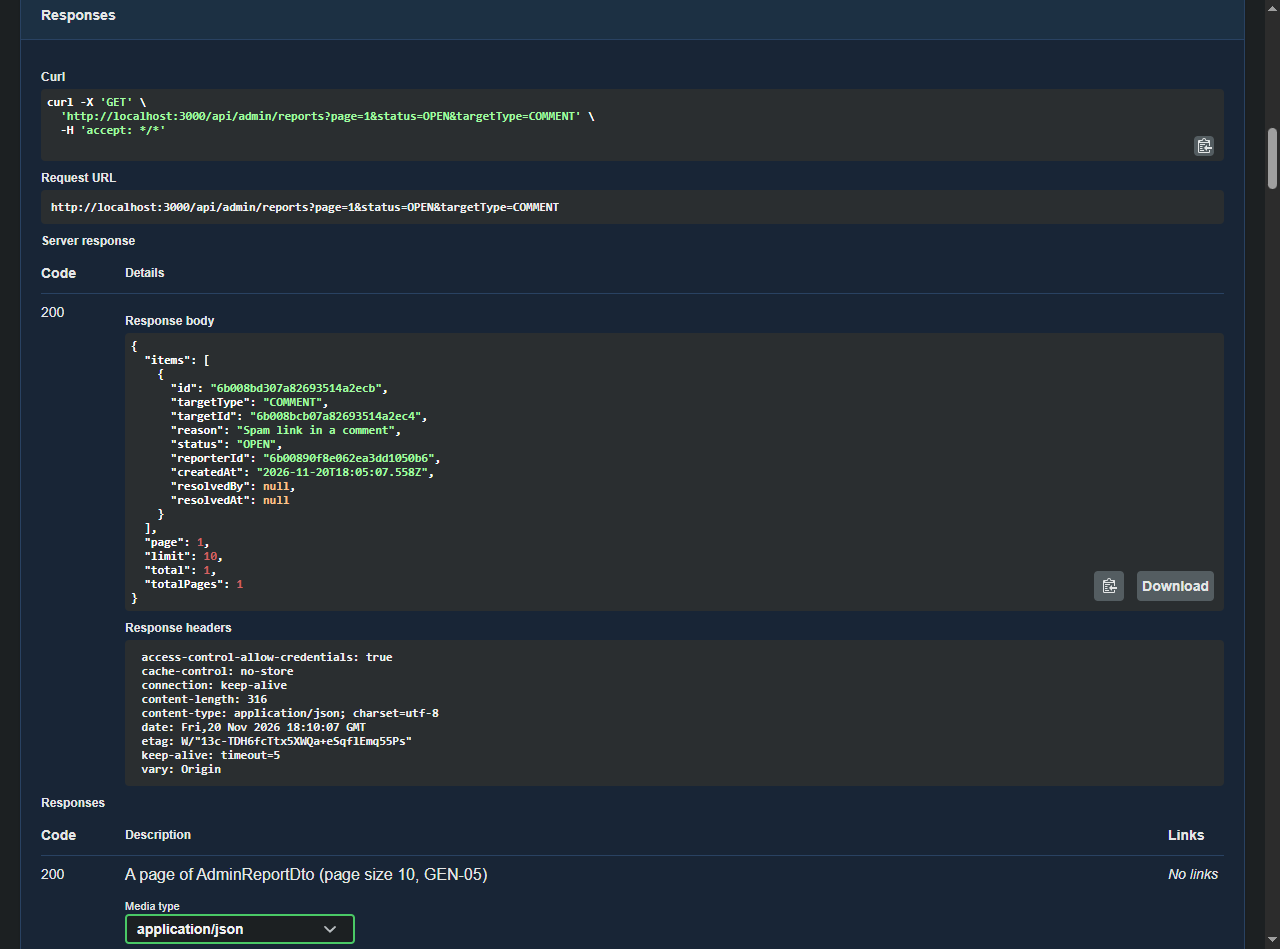 Responses
Curl
curl -X 'GET' \
  'http://localhost:3000/api/admin/reports?page=1&status=OPEN&targetType=COMMENT' \
  -H 'accept: */*'
Request URL
http://localhost:3000/api/admin/reports?page=1&status=OPEN&targetType=COMMENT
Server response
Code Details
200
Response body
{
  "items": [
    {
      "id": "6b008bd307a82693514a2ecb",
      "targetType": "COMMENT",
      "targetId": "6b008bcb07a82693514a2ec4",
      "reason": "Spam link in a comment",
      "status": "OPEN",
      "reporterId": "6b00890f8e062ea3dd1050b6",
      "createdAt": "2026-11-20T18:05:07.558Z",
      "resolvedBy": null,
      "resolvedAt": null
    }
  ],
  "page": 1,
  "limit": 10,
  "total": 1,
  "totalPages": 1
}
Download
Response headers
access-control-allow-credentials: true
cache-control: no-store
connection: keep-alive
content-length: 316
content-type: application/json; charset=utf-8
date: Fri,20 Nov 2026 18:10:07 GMT
etag: W/"13c-TDH6fcTtx5XWQa+eSqflEmq55Ps"
keep-alive: timeout=5
vary: Origin
Responses
Code Description Links
200 A page of AdminReportDto (page size 10, GEN-05) No links
Media type
application/json